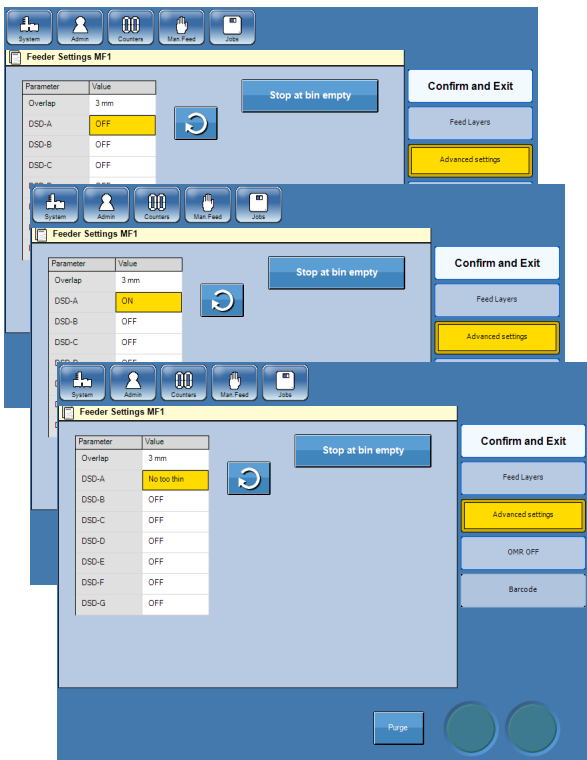 System Admin Counters Man.Feed Jobs
Feeder Settings MF1
Parameter Value
Overlap 3 mm
DSD-A OFF
DSD-B OFF
DSD-C OFF
Stop at bin empty
Confirm and Exit
Feed Layers
Advanced settings
System Admin Counters Man.Feed Jobs
Feeder Settings MF1
Parameter Value
Overlap 3 mm
DSD-A ON
DSD-B OFF
DSD-C OFF
DSD-D OFF
Stop at bin empty
Confirm and Exit
Feed Layers
Advanced settings
System Admin Counters Man.Feed Jobs
Feeder Settings MF1
Parameter Value
Overlap 3 mm
DSD-A No too thin
DSD-B OFF
DSD-C OFF
DSD-D OFF
DSD-E OFF
DSD-F OFF
DSD-G OFF
Stop at bin empty
Confirm and Exit
Feed Layers
Advanced settings
OMR OFF
Barcode
Purge